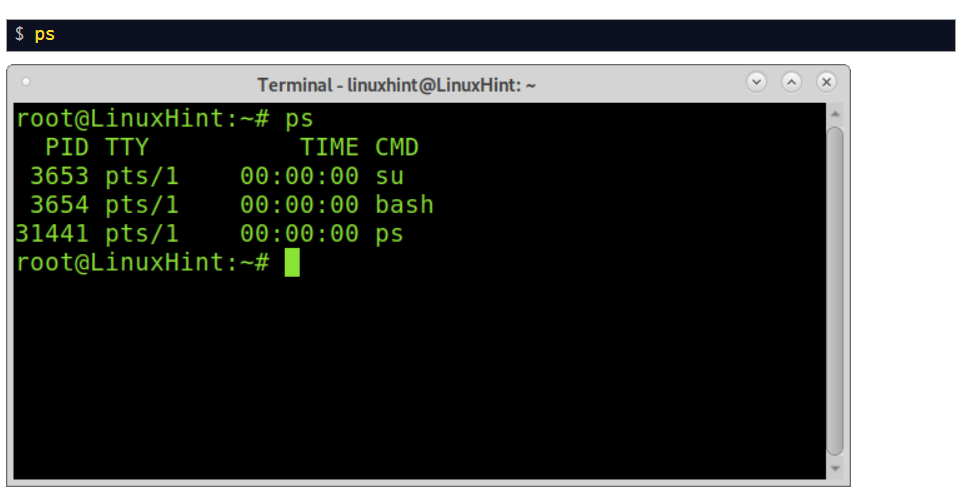 $ ps
Terminal - linuxhint@LinuxHint: ~
root@LinuxHint:~# ps
  PID TTY          TIME CMD
 3653 pts/1    00:00:00 su
 3654 pts/1    00:00:00 bash
31441 pts/1    00:00:00 ps
root@LinuxHint:~#